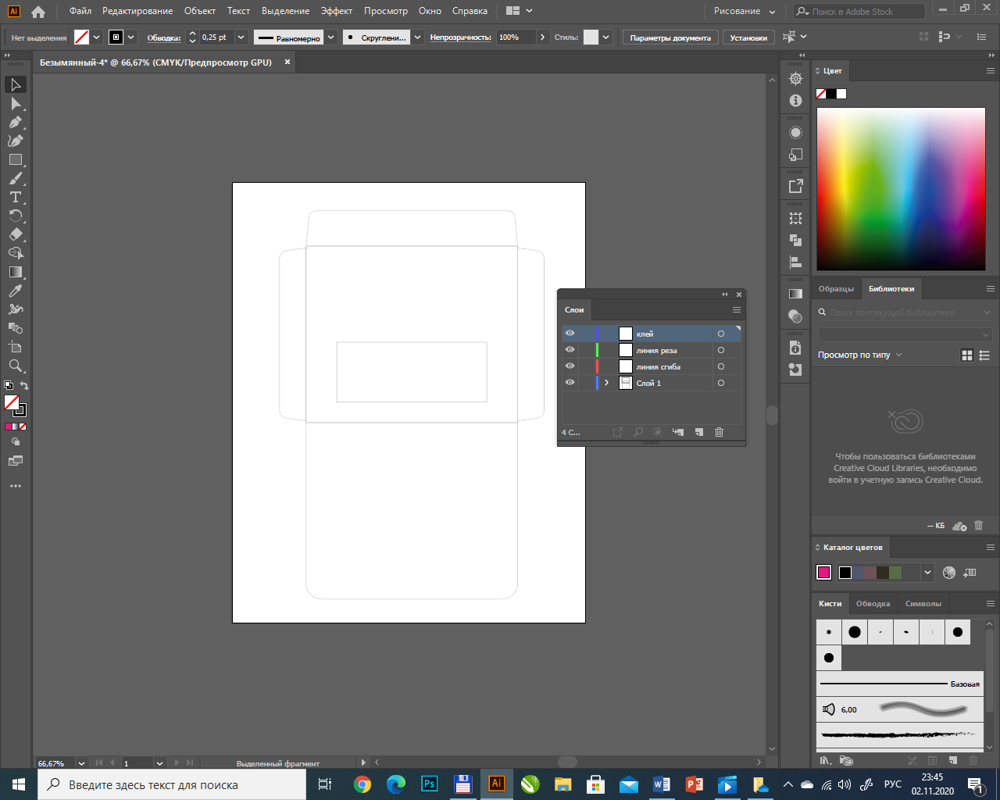 Ai
Файл Редактирование Объект Текст Выделение Эффект Просмотр Окно Справка
Рисование
Поиск в Adobe Stock
Нет выделения
Обводка: 0,25 pt
Равномерно
Скруглени...
Непрозрачность: 100%
Стиль:
Параметры документа
Установки
Безымянный-4* @ 66,67% (CMYK/Предпросмотр GPU)
Цвет
Слои
клей
линия реза
линия сгиба
Слой 1
4 С...
Образцы Библиотеки
Поиск по текущей библиотеке
Просмотр по типу
Чтобы пользоваться библиотеками
Creative Cloud Libraries, необходимо
войти в учетную запись Creative Cloud.
-- КБ
Каталог цветов
Кисти Обводка Символы
Базовая
6,00
66,67%
1
Выделенный фрагмент
Введите здесь текст для поиска
Ps
Ai
РУС
23:45
02.11.2020
1